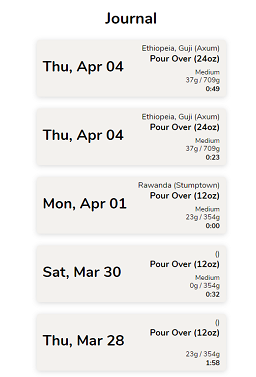 Journal
Ethiopeia, Guji (Axum)
Thu, Apr 04
Pour Over (24oz)
Medium
37g / 709g
0:49
Ethiopeia, Guji (Axum)
Thu, Apr 04
Pour Over (24oz)
Medium
37g / 709g
0:23
Rawanda (Stumptown)
Mon, Apr 01
Pour Over (12oz)
Medium
23g / 354g
0:00
()
Sat, Mar 30
Pour Over (12oz)
Medium
0g / 354g
0:32
()
Thu, Mar 28
Pour Over (12oz)
23g / 354g
1:58